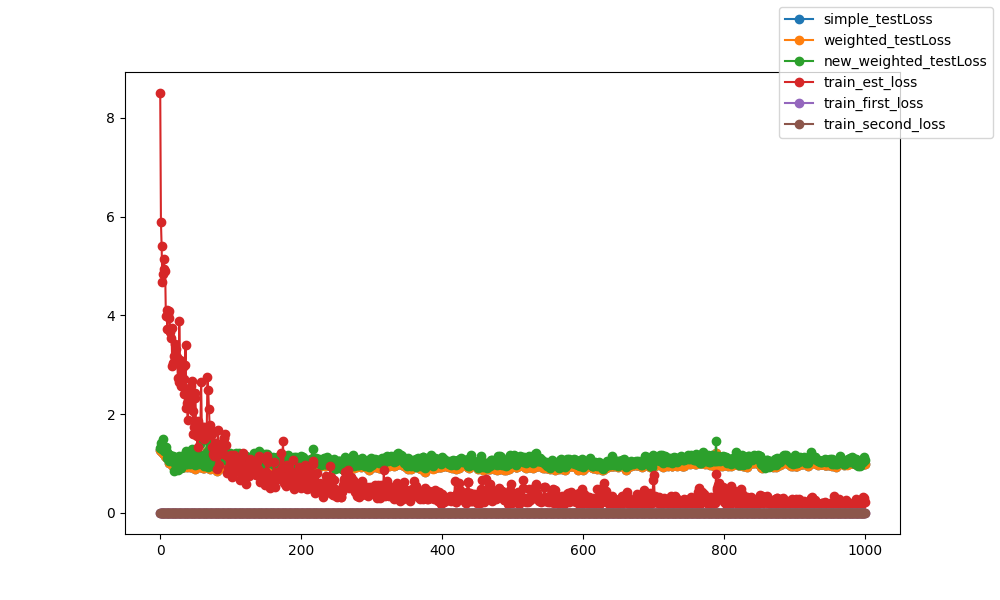 simple_testLoss
weighted_testLoss
new_weighted_testLoss
train_est_loss
train_first_loss
train_second_loss
8
6
4
2
0
0 200 400 600 800 1000